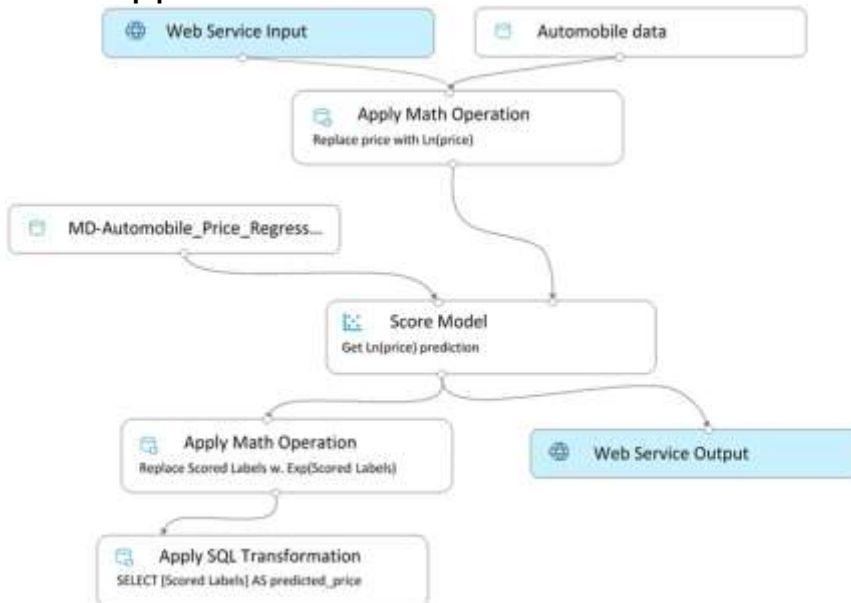 Web Service Input
Automobile data
Apply Math Operation
Replace price with Ln(price)
MD-Automobile_Price_Regress...
Score Model
Get Ln(price) prediction
Apply Math Operation
Replace Scored Labels w. Exp(Scored Labels)
Web Service Output
Apply SQL Transformation
SELECT [Scored Labels] AS predicted_price